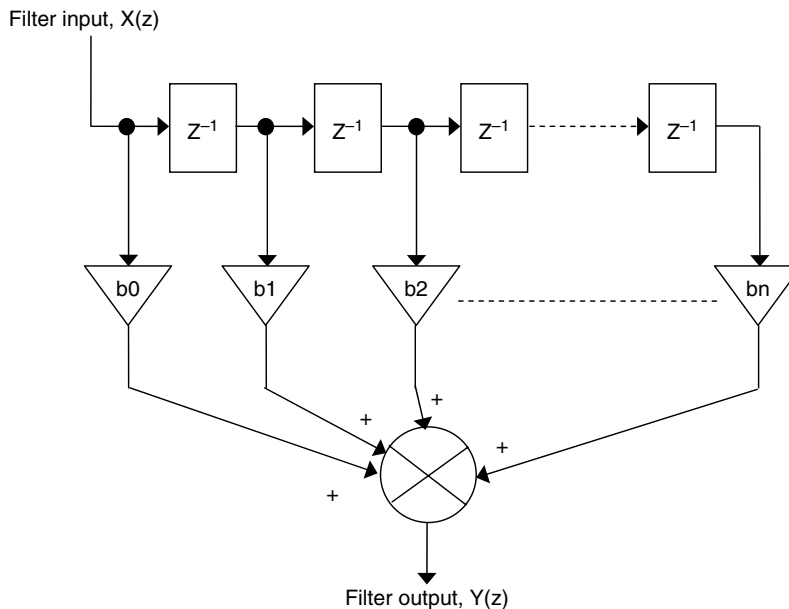 Filter input, X(z)
Z⁻¹
Z⁻¹
Z⁻¹
Z⁻¹
b0
b1
b2
bn
+
+
+
+
Filter output, Y(z)